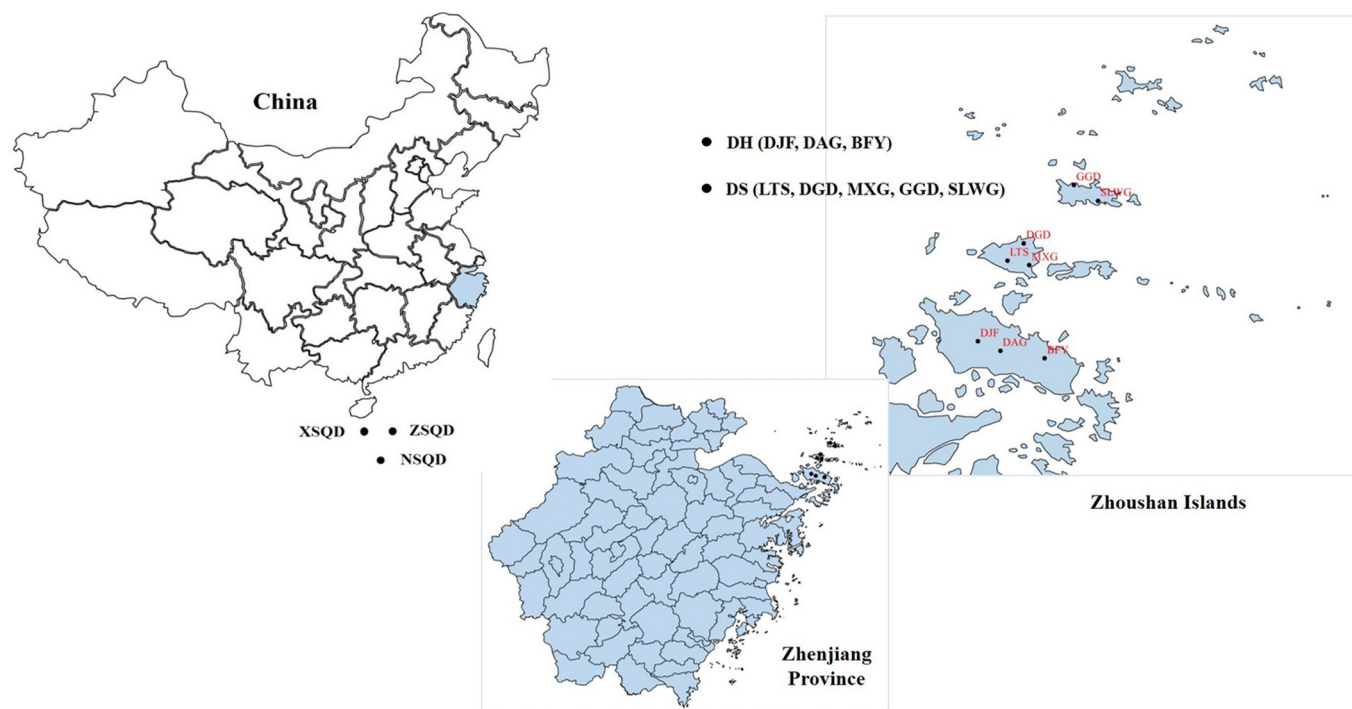 China
DH (DJF, DAG, BFY)
DS (LTS, DGD, MXG, GGD, SLWG)
GGD
SLWG
DGD
LTS
MXG
DJF
DAG
BFY
XSQD
ZSQD
NSQD
Zhoushan Islands
Zhenjiang
Province